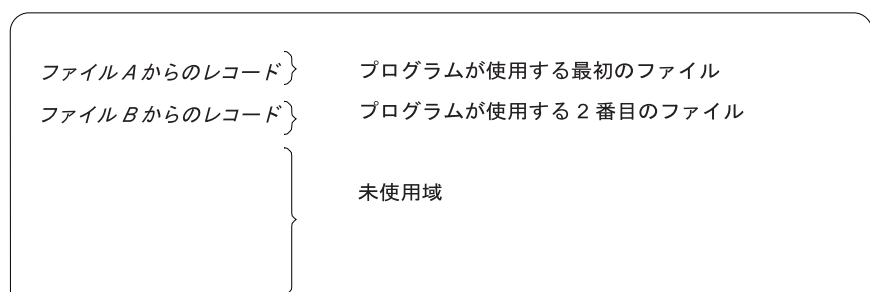 ファイル A からのレコード プログラムが使用する最初のファイル
ファイル B からのレコード プログラムが使用する 2 番目のファイル
未使用域